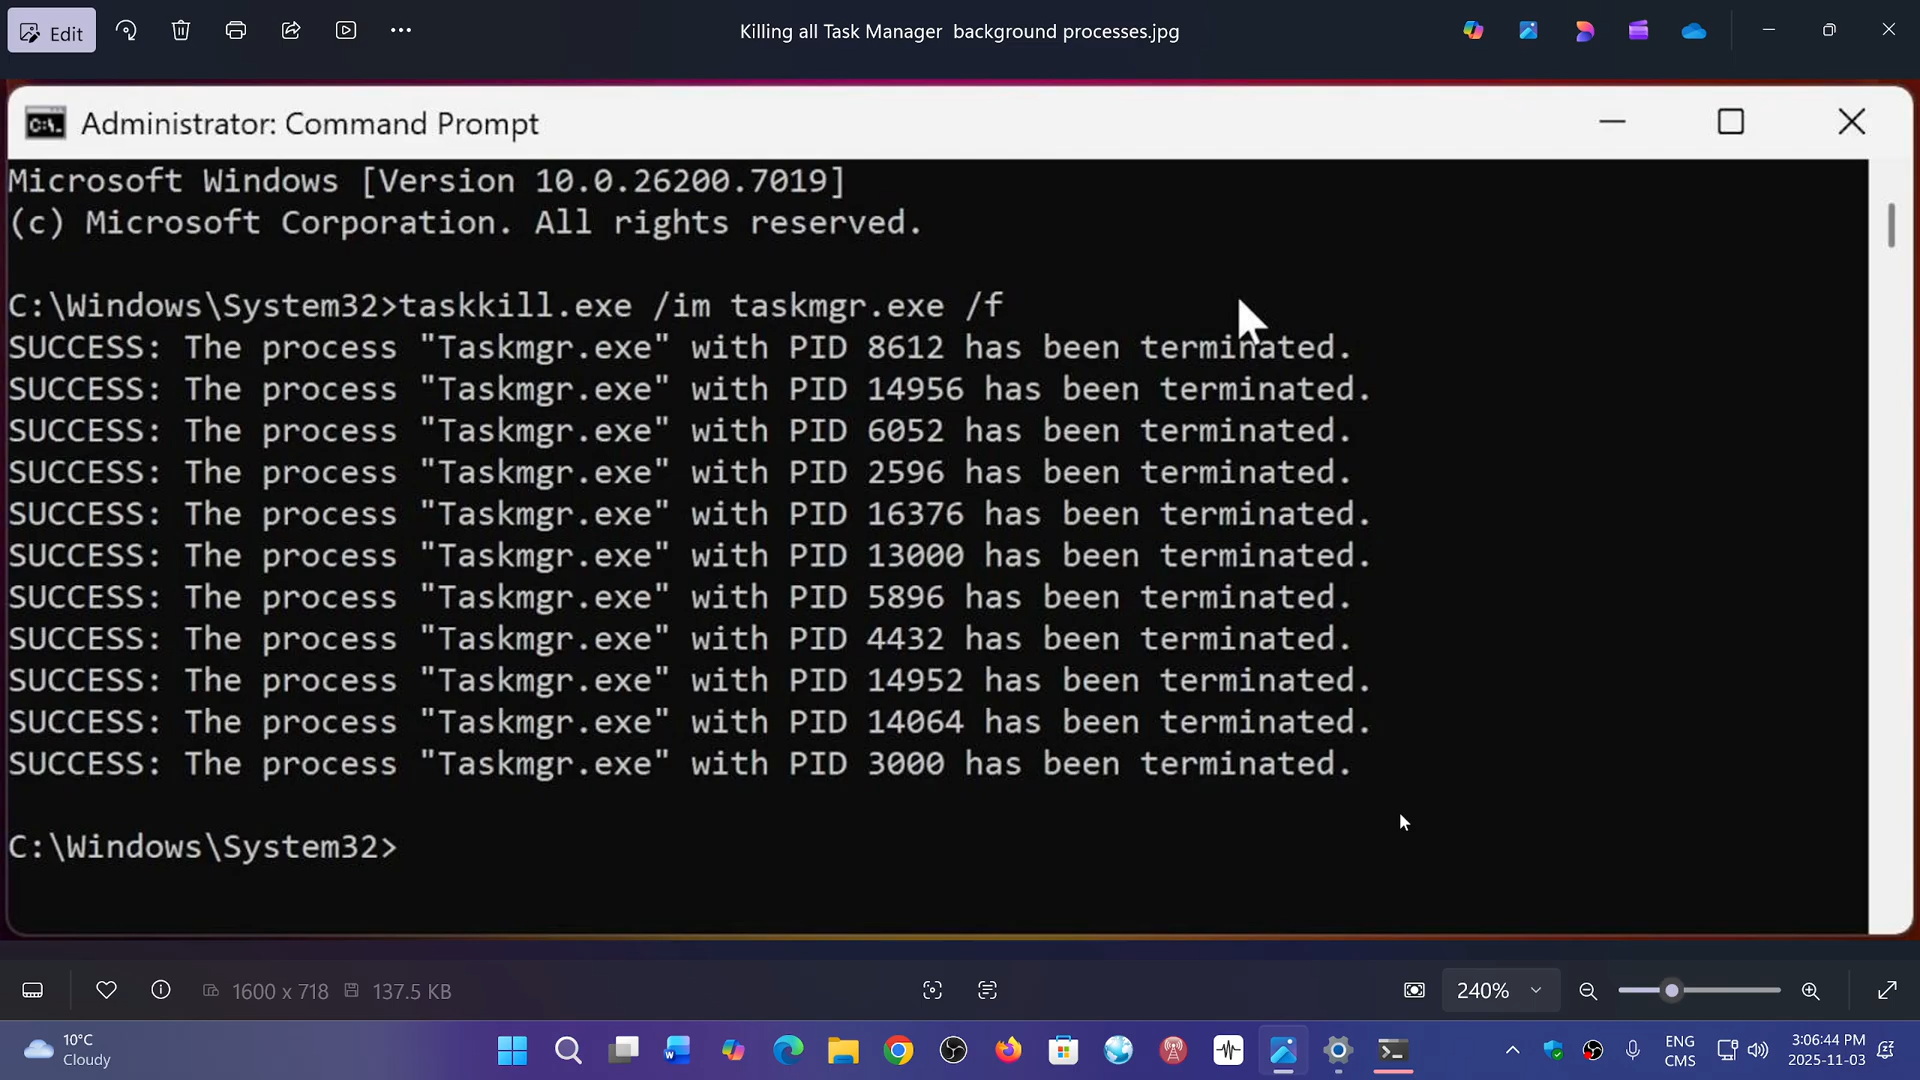 Edit
Killing all Task Manager  background processes.jpg
Administrator: Command Prompt
Microsoft Windows [Version 10.0.26200.7019]
(c) Microsoft Corporation. All rights reserved.
C:\Windows\System32>taskkill.exe /im taskmgr.exe /f
SUCCESS: The process "Taskmgr.exe" with PID 8612 has been terminated.
SUCCESS: The process "Taskmgr.exe" with PID 14956 has been terminated.
SUCCESS: The process "Taskmgr.exe" with PID 6052 has been terminated.
SUCCESS: The process "Taskmgr.exe" with PID 2596 has been terminated.
SUCCESS: The process "Taskmgr.exe" with PID 16376 has been terminated.
SUCCESS: The process "Taskmgr.exe" with PID 13000 has been terminated.
SUCCESS: The process "Taskmgr.exe" with PID 5896 has been terminated.
SUCCESS: The process "Taskmgr.exe" with PID 4432 has been terminated.
SUCCESS: The process "Taskmgr.exe" with PID 14952 has been terminated.
SUCCESS: The process "Taskmgr.exe" with PID 14064 has been terminated.
SUCCESS: The process "Taskmgr.exe" with PID 3000 has been terminated.
C:\Windows\System32>
1600 x 718 137.5 KB 240%
10°C
Cloudy
ENG
CMS
3:06:44 PM
2025-11-03